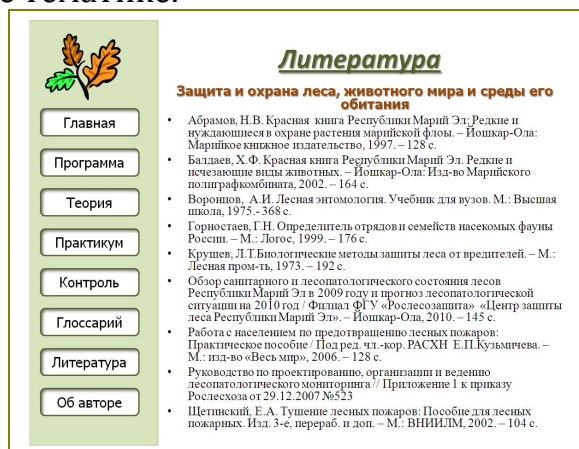 Литература
Защита и охрана леса, животного мира и среды его
обитания
Главная
Программа
Теория
Практикум
Контроль
Глоссарий
Литература
Об авторе
• Абрамов, Н.В. Красная книга Республики Марий Эл: Редкие и
нуждающиеся в охране растения марийской флоы. – Йошкар-Ола:
Марийкое книжное издательство, 1997. – 128 с.
• Балдаев, Х.Ф. Красная книга Республики Марий Эл. Редкие и
исчезающие виды животных. – Йошкар-Ола: Изд-во Марийского
полиграфкомбината, 2002. – 164 с.
• Воронцов, А.И. Лесная энтомология. Учебник для вузов. М.: Высшая
школа, 1975.- 368 с.
• Горностаев, Г.Н. Определитель отрядов и семейств насекомых фауны
России. – М.: Логос, 1999. – 176 с.
• Крушев, Л.Т.Биологические методы защиты леса от вредителей. – М.:
Лесная пром-ть, 1973. – 192 с.
• Обзор санитарного и лесопатологического состояния лесов
Республики Марий Эл в 2009 году и прогноз лесопатологической
ситуации на 2010 год / Филиал ФГУ «Рослесозащита» «Центр защиты
леса Республики Марий Эл». – Йошкар-Ола, 2010. – 145 с.
• Работа с населением по предотвращению лесных пожаров:
Практическое пособие / Под ред. чл.-кор. РАСХН Е.П.Кузьмичева. –
М.: изд-во «Весь мир», 2006. – 128 с.
• Руководство по проектированию, организации и ведению
лесопатологического мониторинга // Приложение 1 к приказу
Рослесхоза от 29.12.2007 №523
• Щетинский, Е.А. Тушение лесных пожаров: Пособие для лесных
пожарных. Изд. 3-е, перераб. и доп. – М.: ВНИИЛМ, 2002. – 104 с.